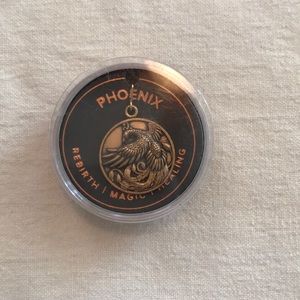 PHOENIX
REBIRTH | MAGIC | HEALING